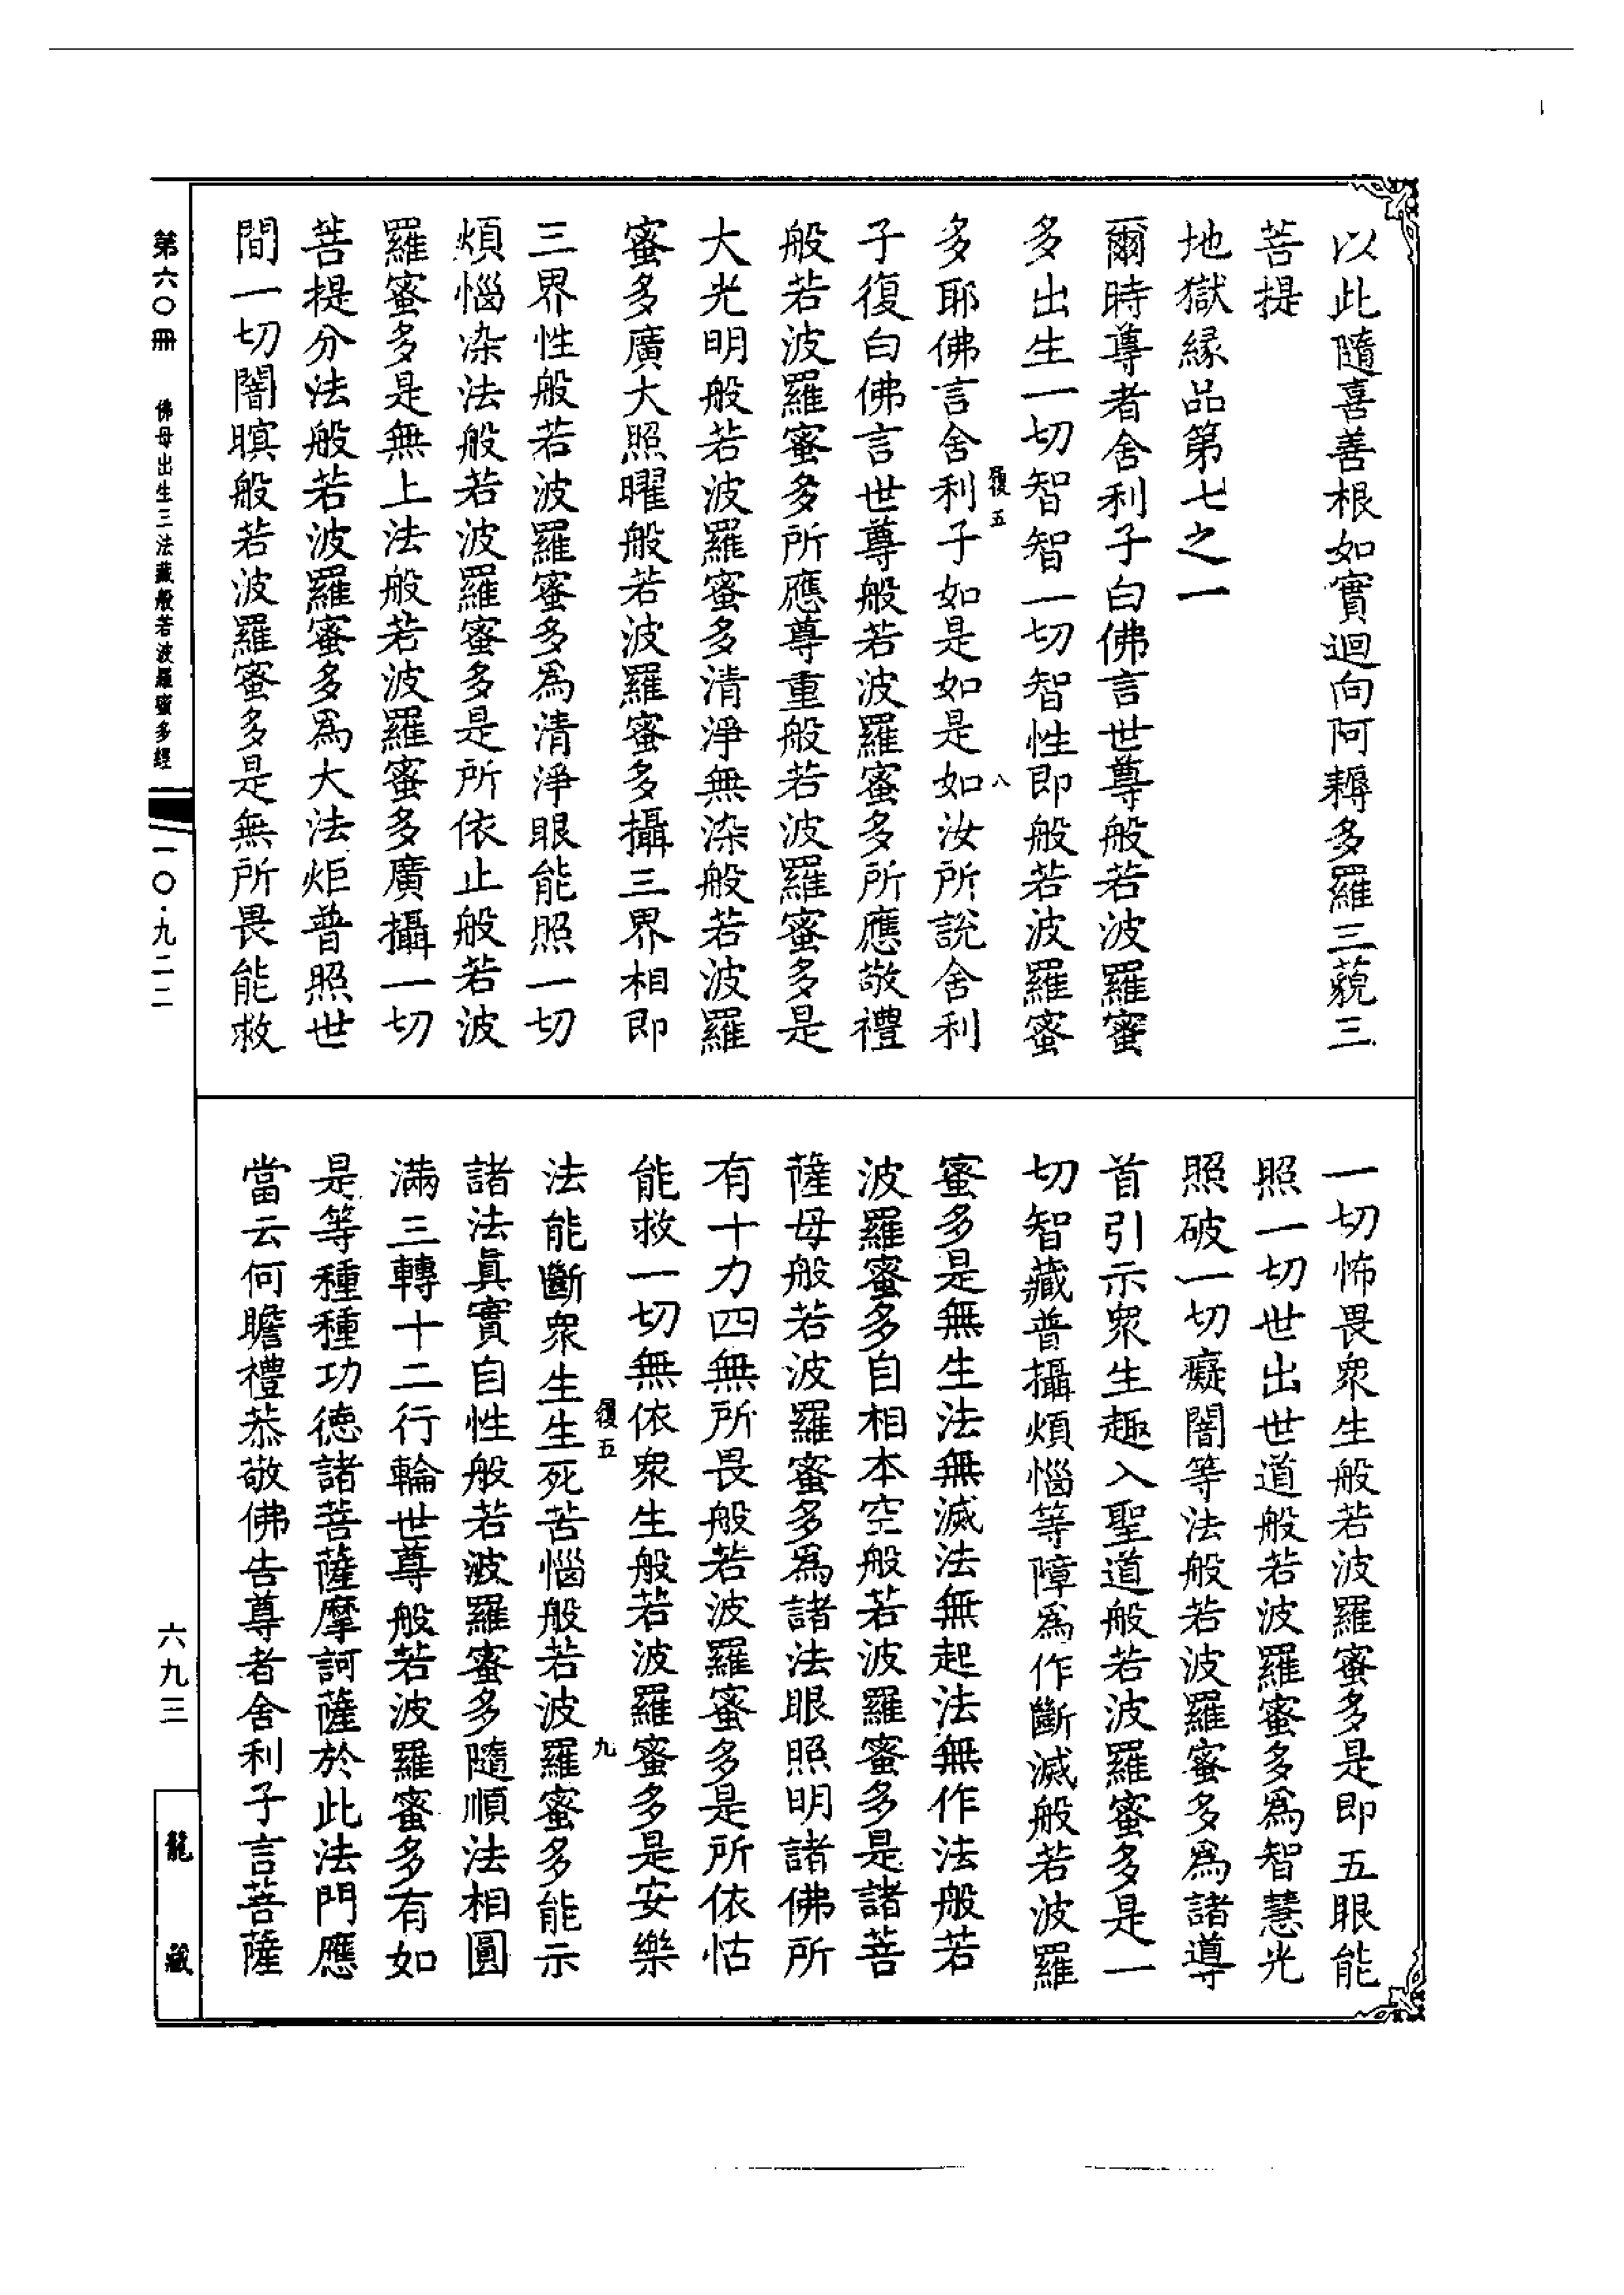 以此隨喜善根如實迴向阿耨多羅三藐三
菩提
地獄緣品第七之一
爾時尊者舍利子白佛言世尊般若波羅蜜
多出生一切智智一切智性即般若波羅蜜
履五
八
多耶佛言舍利子如是如是如汝所說舍利
子復白佛言世尊般若波羅蜜多所應敬禮
般若波羅蜜多所應尊重般若波羅蜜多是
大光明般若波羅蜜多清淨無染般若波羅
蜜多廣大照曜般若波羅蜜多攝三界相即
三界性般若波羅蜜多為清淨眼能照一切
煩惱染法般若波羅蜜多是所依止般若波
羅蜜多是無上法般若波羅蜜多廣攝一切
菩提分法般若波羅蜜多為大法炬普照世
間一切闇暝般若波羅蜜多是無所畏能救
一切怖畏衆生般若波羅蜜多是即五眼能
照一切世出世道般若波羅蜜多為智慧光
照破一切癡闇等法般若波羅蜜多為諸導
首引示衆生趣入聖道般若波羅蜜多是一
切智藏普攝煩惱等障為作斷滅般若波羅
蜜多是無生法無滅法無起法無作法般若
波羅蜜多自相本空般若波羅蜜多是諸菩
薩母般若波羅蜜多為諸法眼照明諸佛所
有十力四無所畏般若波羅蜜多是所依怙
能救一切無依衆生般若波羅蜜多是安樂
履五
九
法能斷衆生生死苦惱般若波羅蜜多能示
諸法真實自性般若波羅蜜多隨順法相圓
滿三轉十二行輪世尊般若波羅蜜多有如
是等種種功德諸菩薩摩訶薩於此法門應
當云何瞻禮恭敬佛告尊者舍利子言菩薩
第六〇冊 佛母出生三法藏般若波羅蜜多經
一〇·九二二
六九三
龍藏